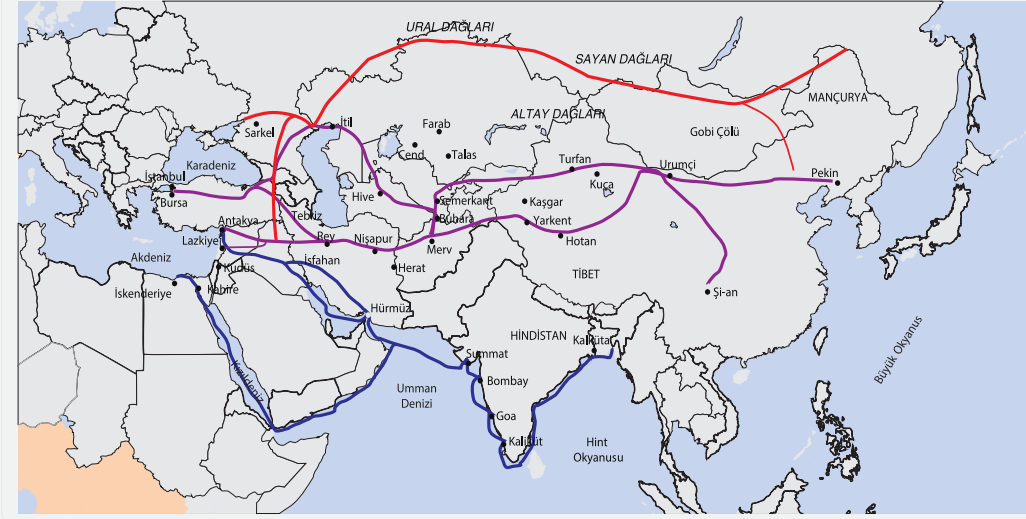 URAL DAĞLARI
SAYAN DAĞLARI
MANÇURYA
ALTAY DAĞLARI
İtil
Farab
Sarkel
Gobi Çölü
Cend
Talas
Karadeniz
Turfan
Urumçi
İstanbul
Kuça
Pekin
Bursa
Hive
Semerkant
Kaşgar
Tebriz
Buhara
Antakya
Yarkent
Rey
Nişapur
Lazkiye
Merv
Hotan
Akdeniz
İsfahan
Kudüs
Herat
TİBET
İskenderiye
Kahire
Şi-an
Hürmüz
HİNDİSTAN
Kalküta
Büyük Okyanus
Summat
Kızıldeniz
Umman
Denizi
Bombay
Goa
Kaliküt
Hint
Okyanusu